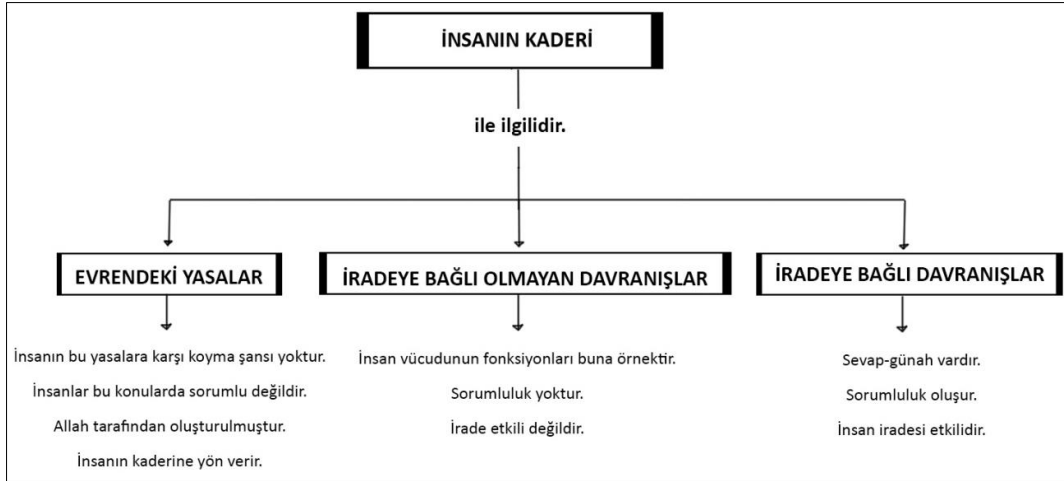 İNSANIN KADERİ
ile ilgilidir.
EVRENDEKİ YASALAR
İnsanın bu yasalara karşı koyma şansı yoktur.
İnsanlar bu konularda sorumlu değildir.
Allah tarafından oluşturulmuştur.
İnsanın kaderine yön verir.
İRADEYE BAĞLI OLMAYAN DAVRANIŞLAR
İnsan vücudunun fonksiyonları buna örnektir.
Sorumluluk yoktur.
İrade etkili değildir.
İRADEYE BAĞLI DAVRANIŞLAR
Sevap-günah vardır.
Sorumluluk oluşur.
İnsan iradesi etkilidir.